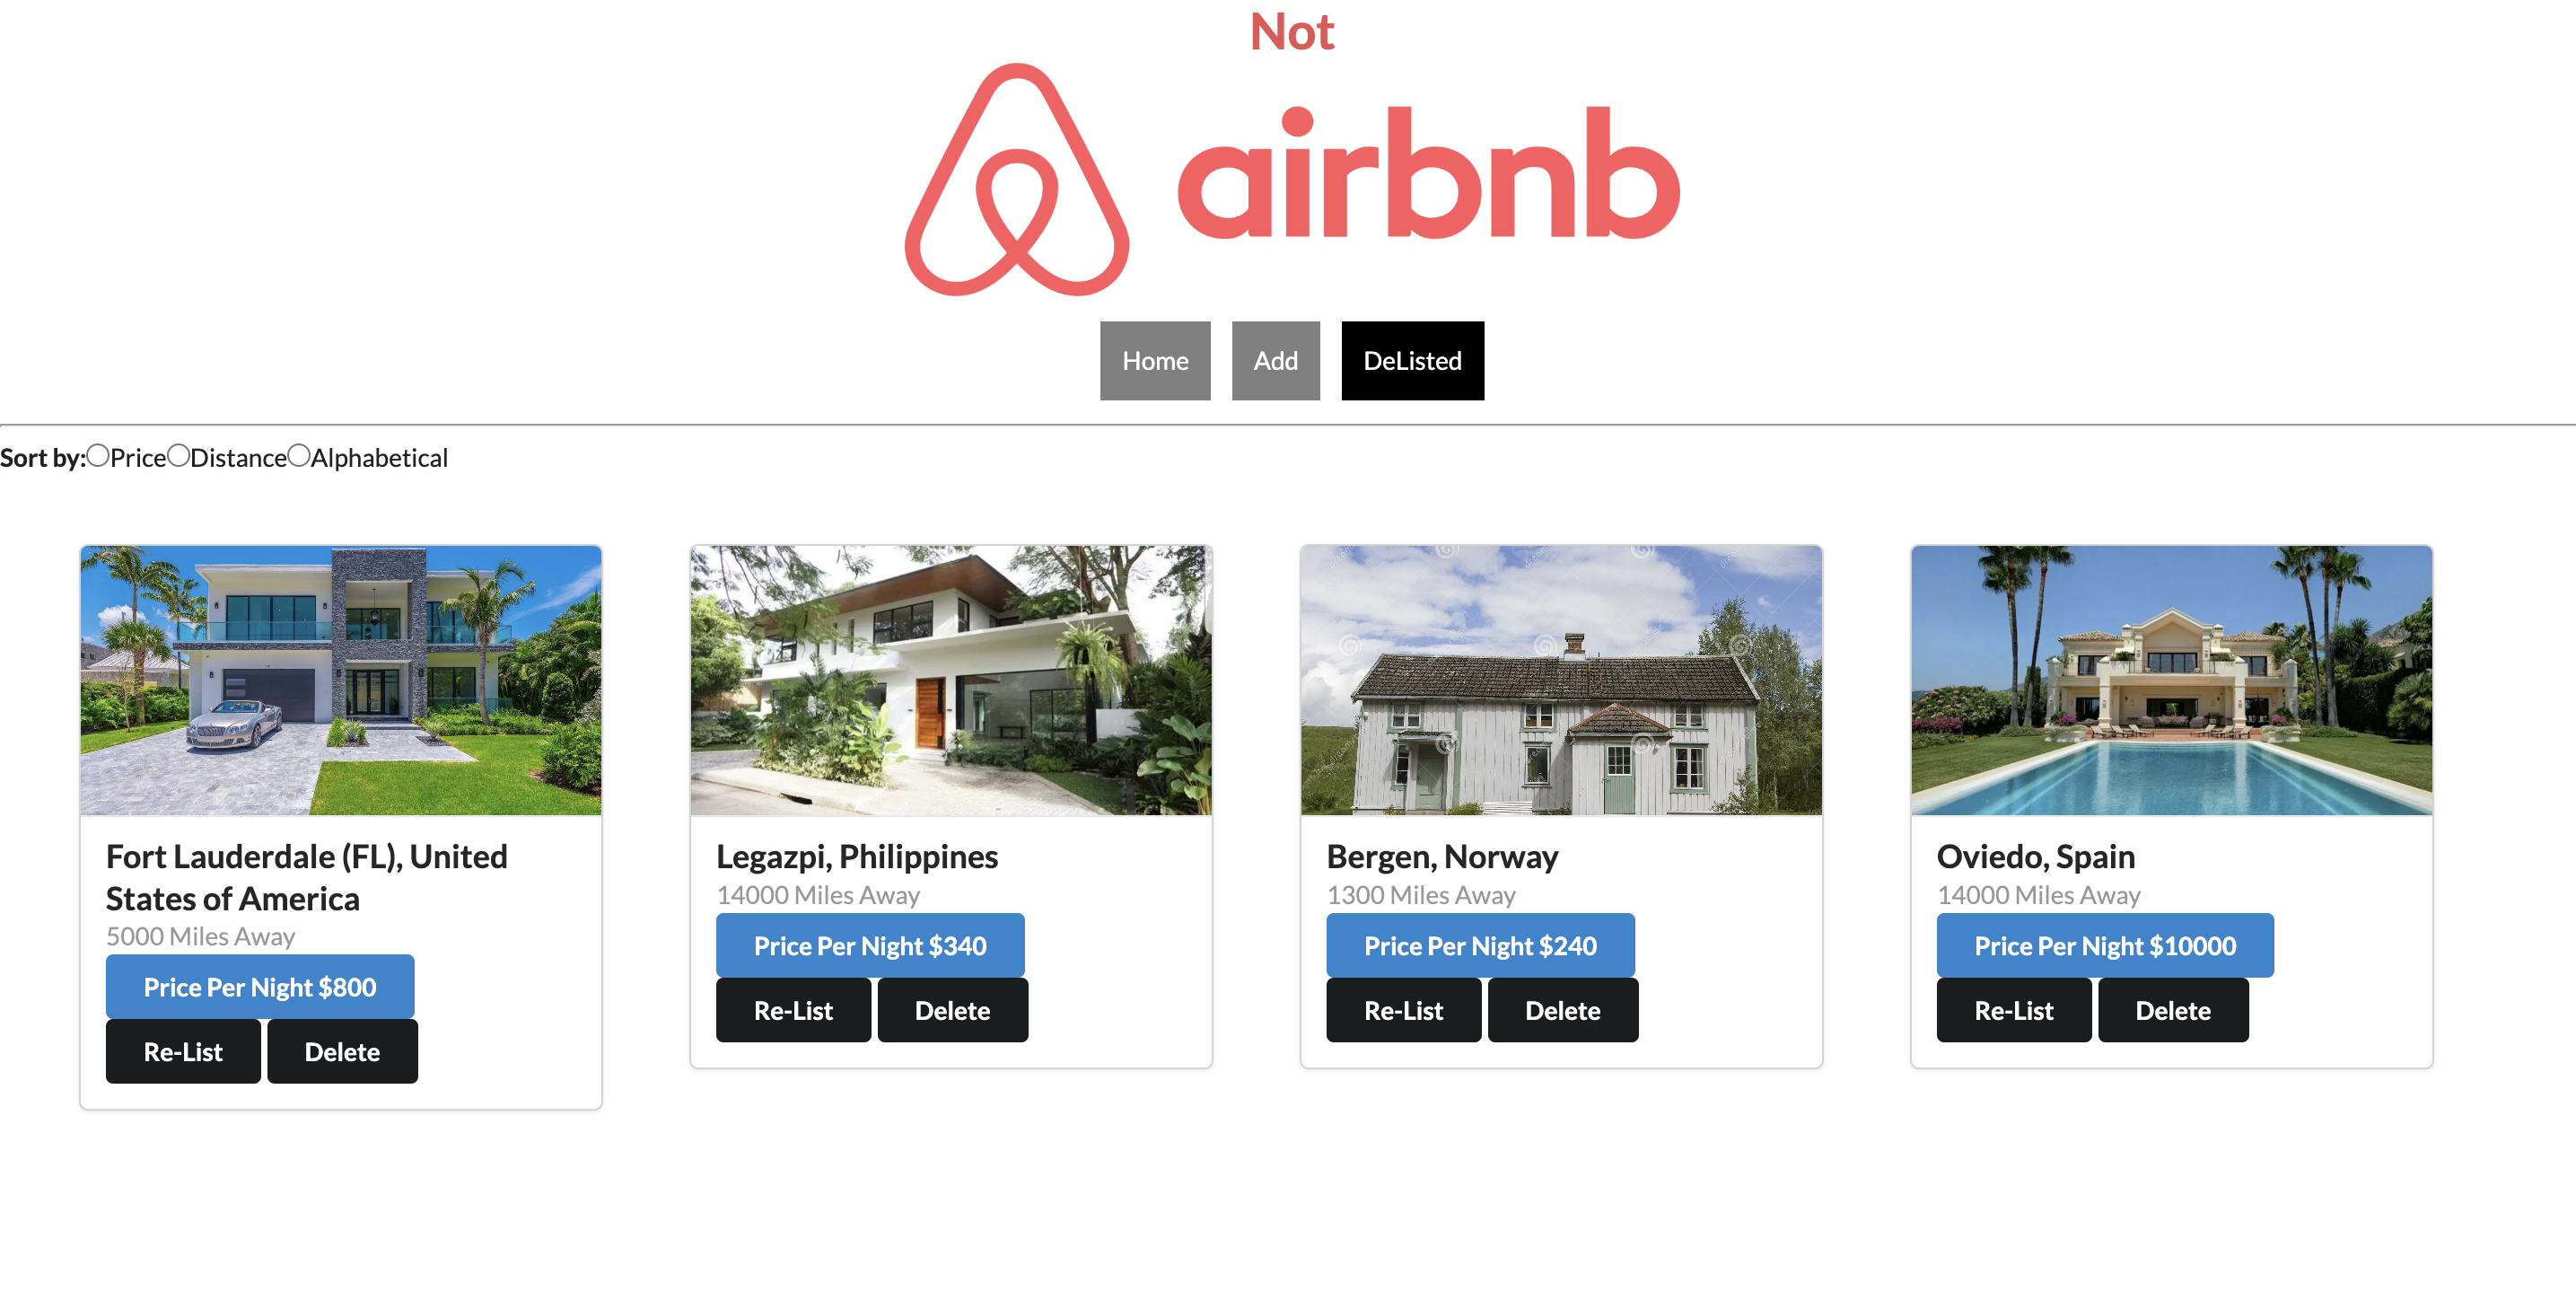 Not
airbnb
Home Add DeListed
Sort by: Price Distance Alphabetical
Fort Lauderdale (FL), United
States of America
5000 Miles Away
Price Per Night $800
Re-List Delete
Legazpi, Philippines
14000 Miles Away
Price Per Night $340
Re-List Delete
Bergen, Norway
1300 Miles Away
Price Per Night $240
Re-List Delete
Oviedo, Spain
14000 Miles Away
Price Per Night $10000
Re-List Delete